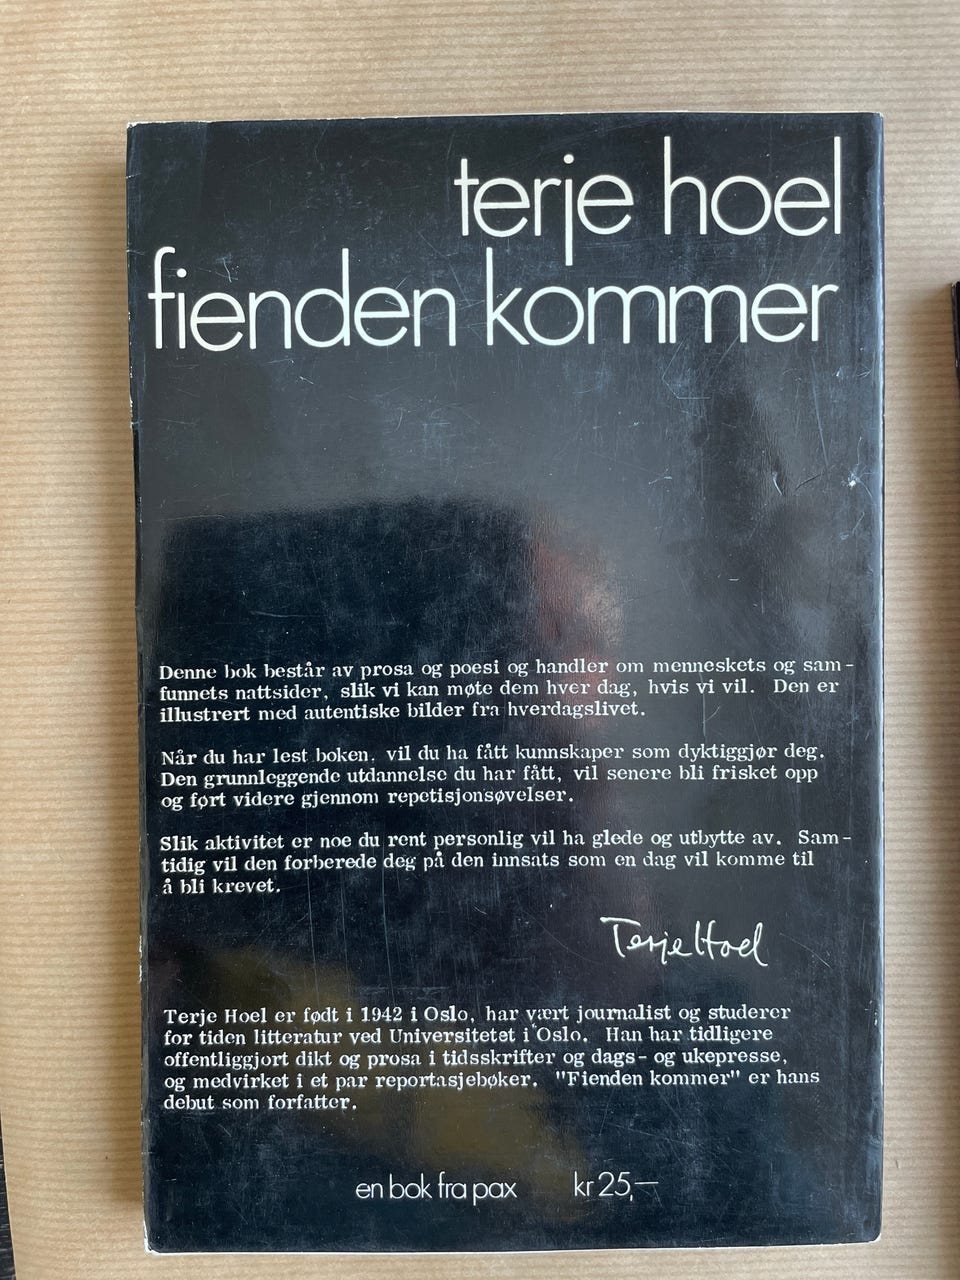 terje hoel
fienden kommer
Denne bok består av prosa og poesi og handler om menneskets og sam-
funnets nattsider, slik vi kan møte dem hver dag, hvis vi vil. Den er
illustrert med autentiske bilder fra hverdagslivet.
Når du har lest boken, vil du ha fått kunnskaper som dyktiggjør deg.
Den grunnleggende utdannelse du har fått, vil senere bli frisket opp
og ført videre gjennom repetisjonsøvelser.
Slik aktivitet er noe du rent personlig vil ha glede og utbytte av. Sam-
tidig vil den forberede deg på den innsats som en dag vil komme til
å bli krevet.
Terje Hoel
Terje Hoel er født i 1942 i Oslo, har vært journalist og studerer
for tiden litteratur ved Universitetet i Oslo. Han har tidligere
offentliggjort dikt og prosa i tidsskrifter og dags- og ukepresse,
og medvirket i et par reportasjebøker. "Fienden kommer" er hans
debut som forfatter.
en bok fra pax kr 25,—